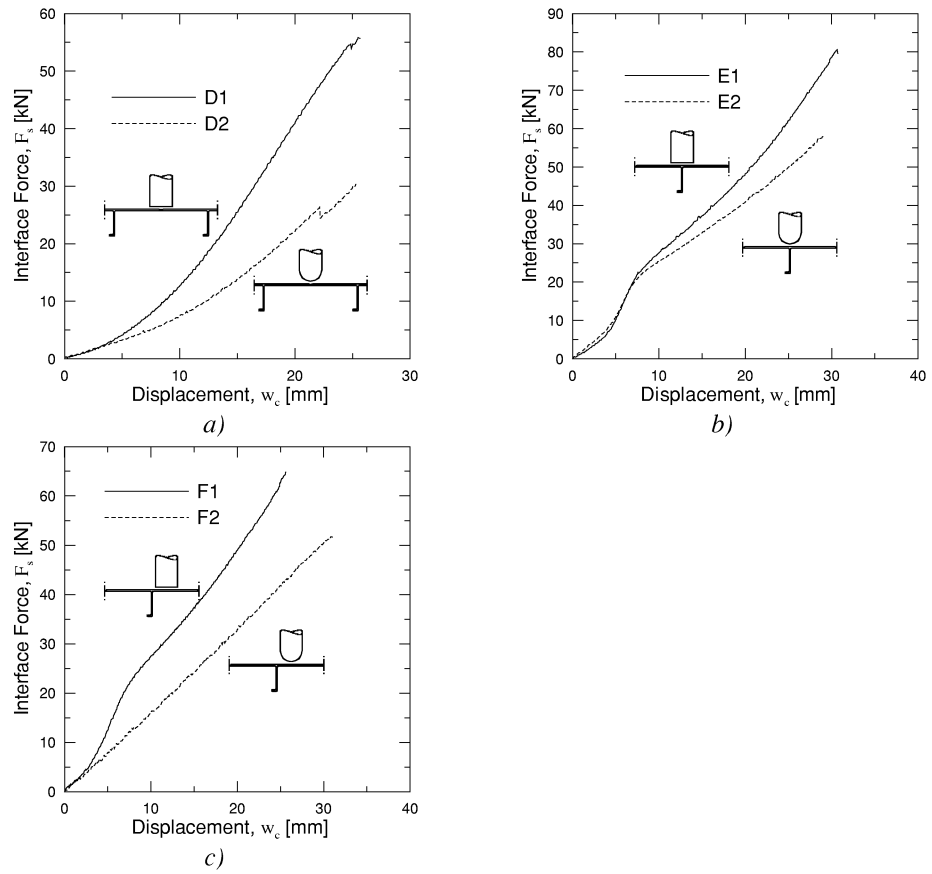 60
50
40
30
20
10
0
Interface Force, F_s [kN]
D1
D2
0 10 20 30
Displacement, w_c [mm]
a)
90
80
70
60
50
40
30
20
10
0
Interface Force, F_s [kN]
E1
E2
0 10 20 30 40
Displacement, w_c [mm]
b)
70
60
50
40
30
20
10
0
Interface Force, F_s [kN]
F1
F2
0 10 20 30 40
Displacement, w_c [mm]
c)